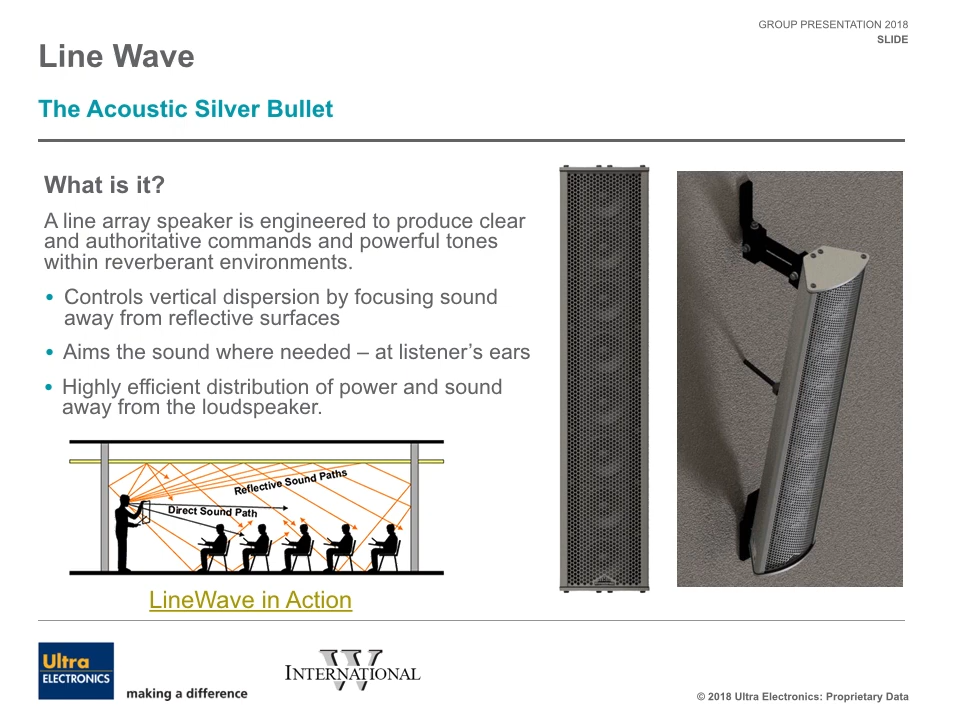 GROUP PRESENTATION 2018
SLIDE
Line Wave
The Acoustic Silver Bullet
What is it?
A line array speaker is engineered to produce clear
and authoritative commands and powerful tones
within reverberant environments.
• Controls vertical dispersion by focusing sound
away from reflective surfaces
• Aims the sound where needed – at listener’s ears
• Highly efficient distribution of power and sound
away from the loudspeaker.
Reflective Sound Paths
Direct Sound Path
LineWave in Action
Ultra
ELECTRONICS
making a difference
W
INTERNATIONAL
© 2018 Ultra Electronics: Proprietary Data